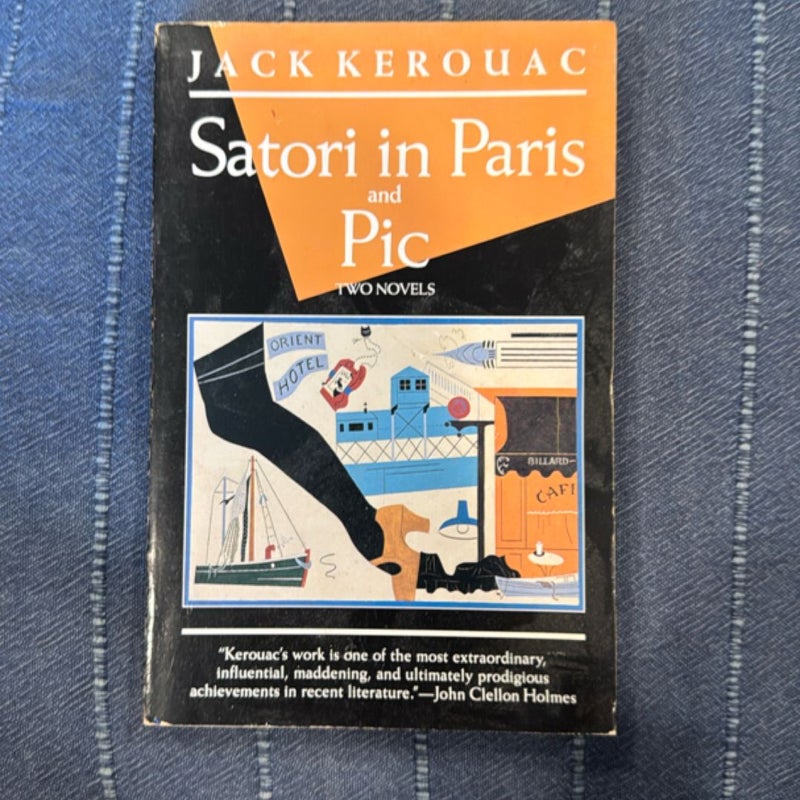 JACK KEROUAC
Satori in Paris
and
Pic
TWO NOVELS
ORIENT
HOTEL
BILLARD
CAFE
"Kerouac's work is one of the most extraordinary,
influential, maddening, and ultimately prodigious
achievements in recent literature."—John Clellon Holmes